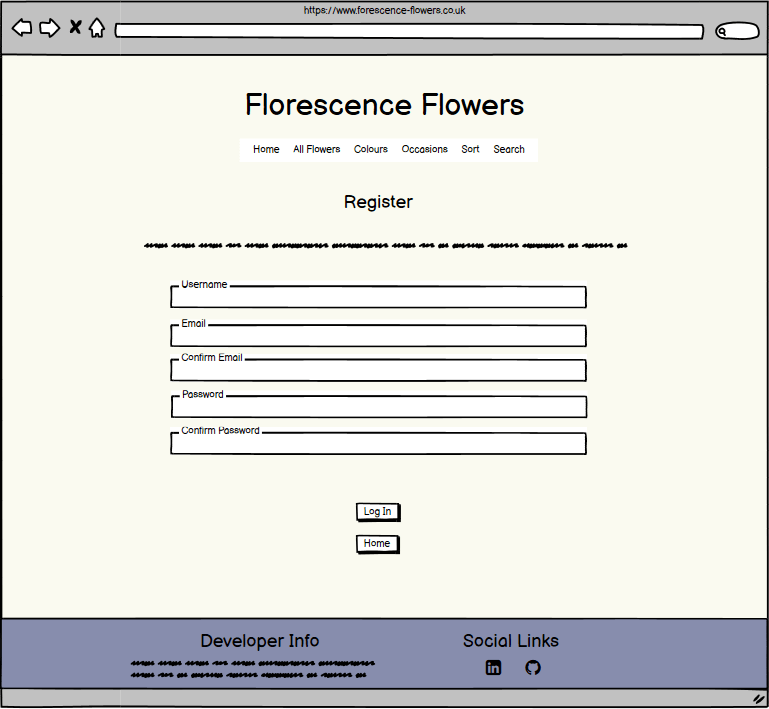 https://www.forescence-flowers.co.uk
Florescence Flowers
Home All Flowers Colours Occasions Sort Search
Register
Username
Email
Confirm Email
Password
Confirm Password
Log In
Home
Developer Info Social Links
in